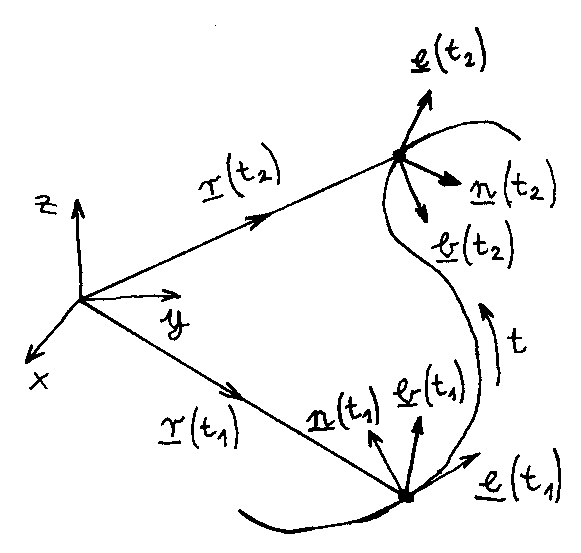 e(t₂)
r(t₂)
n(t₂)
z
b(t₂)
y
t
x
n(t₁)
b(t₁)
r(t₁)
e(t₁)